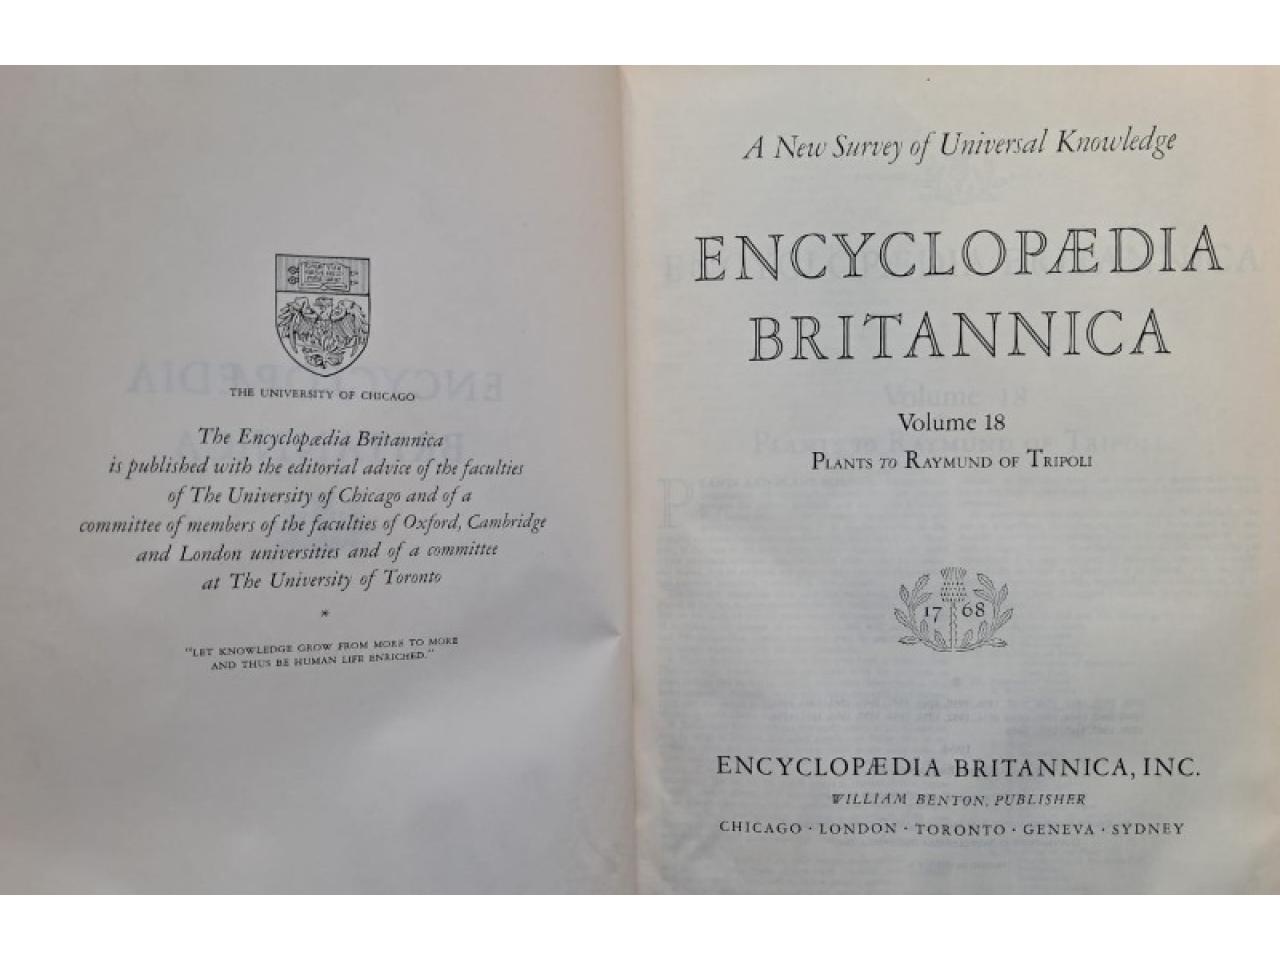 THE UNIVERSITY OF CHICAGO
The Encyclopædia Britannica
is published with the editorial advice of the faculties
of The University of Chicago and of a
committee of members of the faculties of Oxford, Cambridge
and London universities and of a committee
at The University of Toronto
*
"LET KNOWLEDGE GROW FROM MORE TO MORE
AND THUS BE HUMAN LIFE ENRICHED."
A New Survey of Universal Knowledge
ENCYCLOPÆDIA
BRITANNICA
Volume 18
PLANTS TO RAYMUND OF TRIPOLI
1768
ENCYCLOPÆDIA BRITANNICA, INC.
WILLIAM BENTON, PUBLISHER
CHICAGO · LONDON · TORONTO · GENEVA · SYDNEY